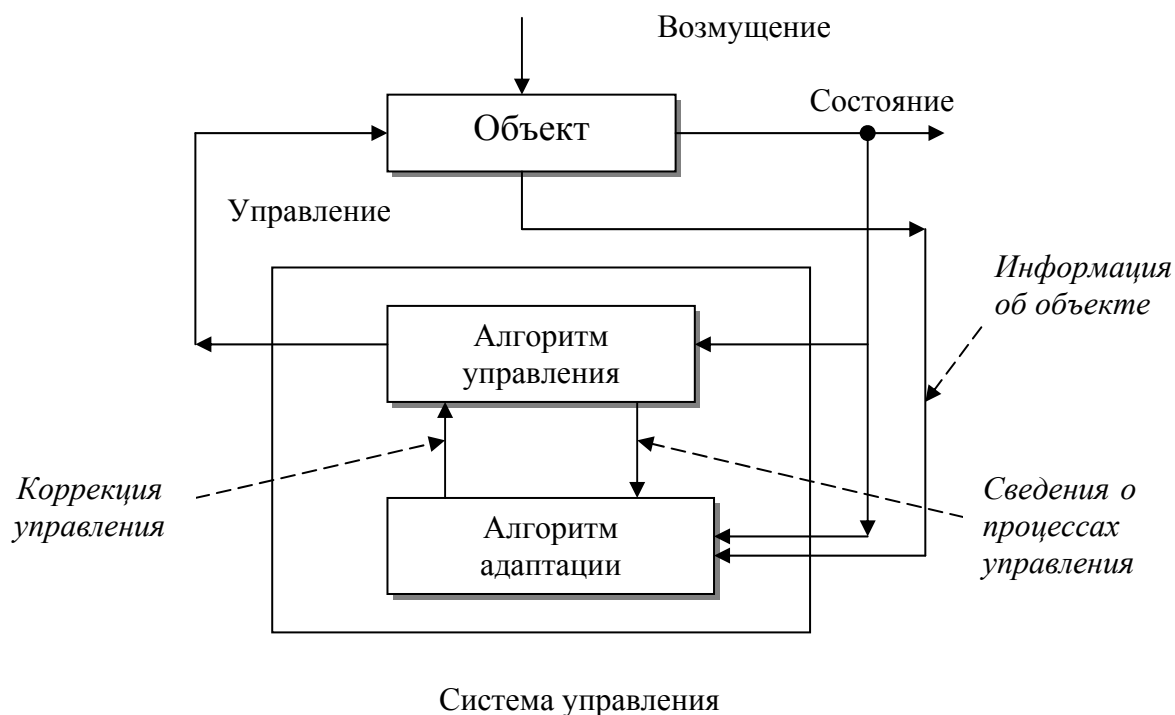 Возмущение
Состояние
Объект
Управление
Информация
об объекте
Алгоритм
управления
Коррекция
управления
Сведения о
процессах
управления
Алгоритм
адаптации
Система управления